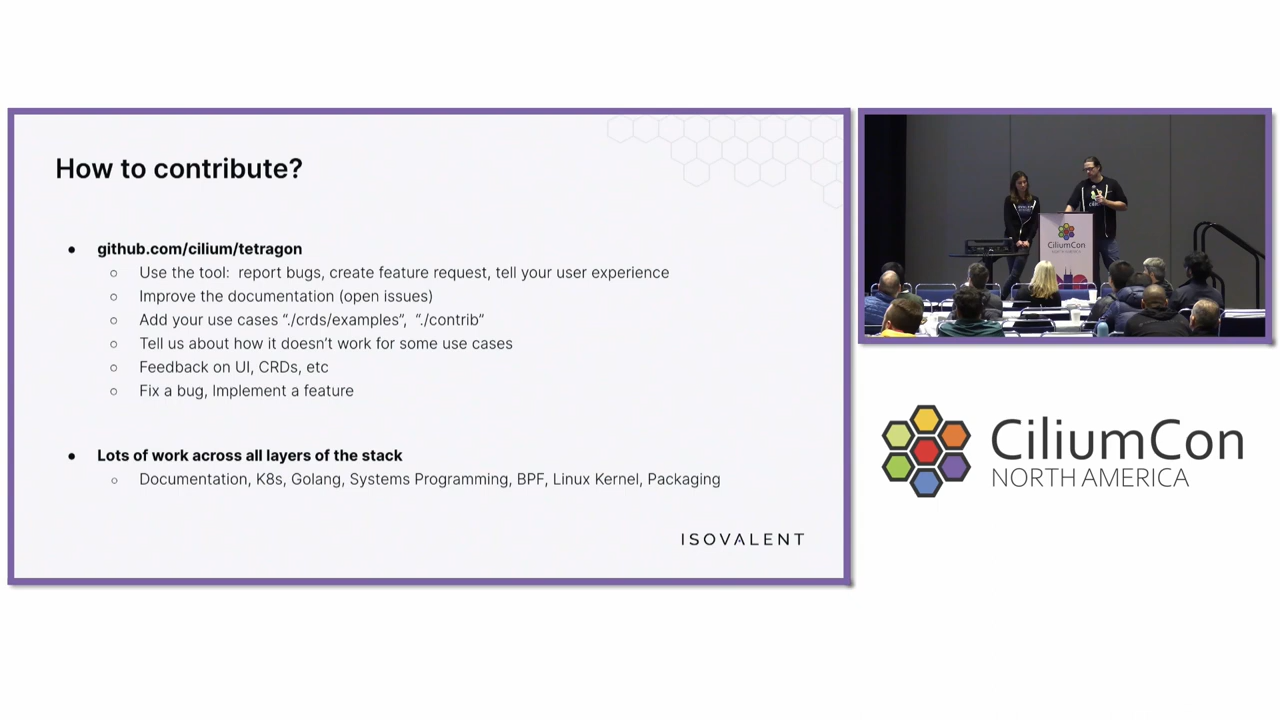 How to contribute?
● github.com/cilium/tetragon
○ Use the tool:  report bugs, create feature request, tell your user experience
○ Improve the documentation (open issues)
○ Add your use cases “./crds/examples”,  “./contrib”
○ Tell us about how it doesn’t work for some use cases
○ Feedback on UI, CRDs, etc
○ Fix a bug, Implement a feature
● Lots of work across all layers of the stack
○ Documentation, K8s, Golang, Systems Programming, BPF, Linux Kernel, Packaging
ISOVALENT
CiliumCon
NORTH AMERICA
CiliumCon
NORTH AMERICA